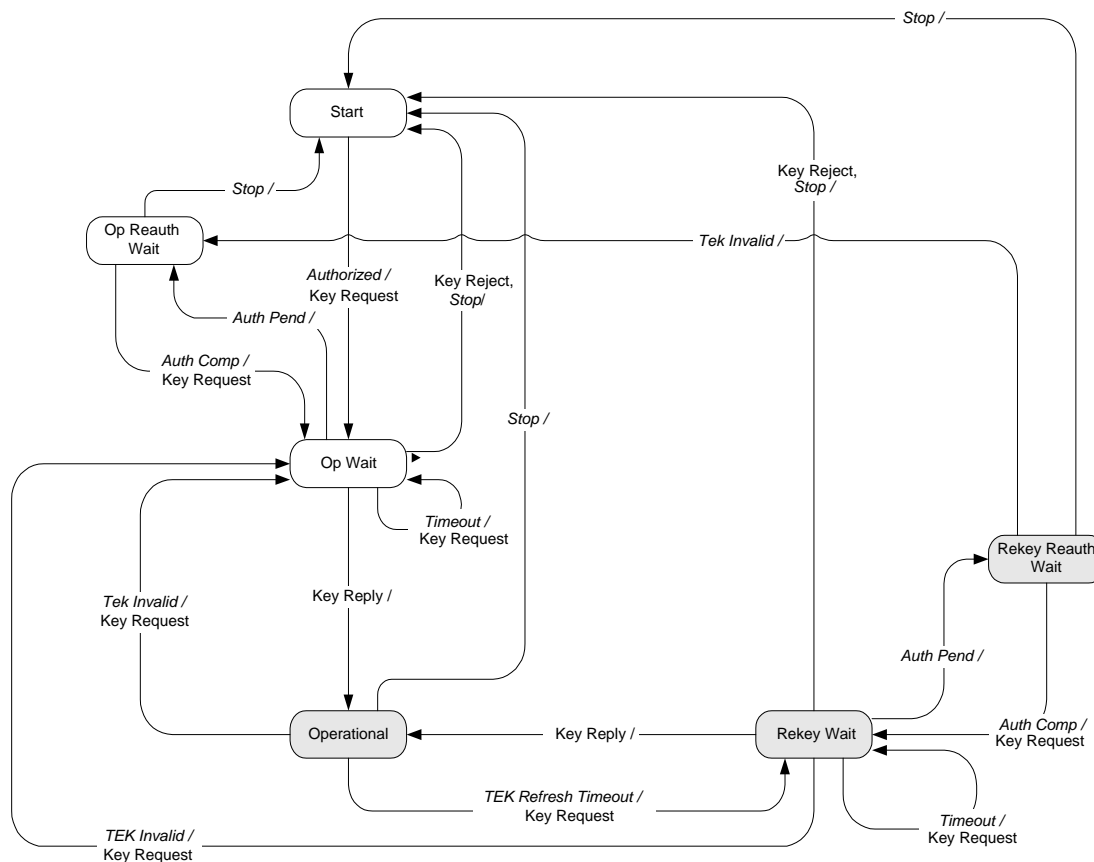 Stop /
Start
Key Reject,
Stop /
Stop /
Op Reauth
Wait
Tek Invalid /
Authorized /
Key Request
Key Reject,
Stop/
Auth Pend /
Auth Comp /
Key Request
Stop /
Op Wait
Timeout /
Key Request
Rekey Reauth
Wait
Tek Invalid /
Key Request
Key Reply /
Auth Pend /
Operational
Key Reply /
Rekey Wait
Auth Comp /
Key Request
TEK Refresh Timeout /
Key Request
Timeout /
Key Request
TEK Invalid /
Key Request